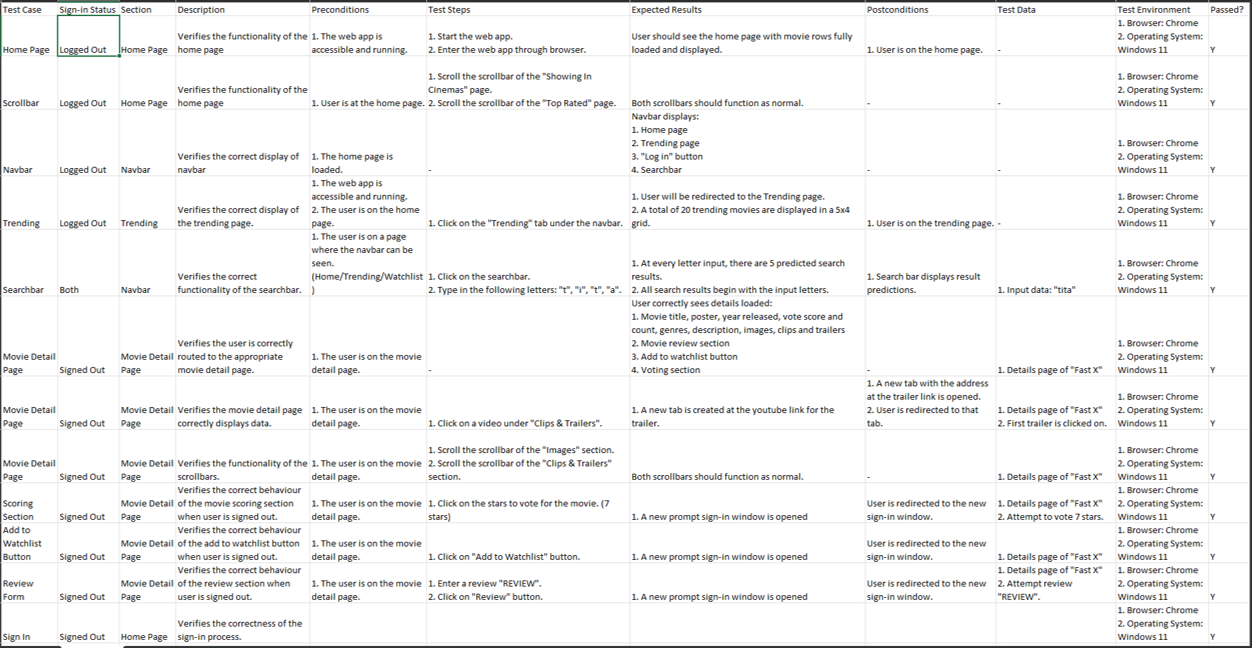 Test Case
Sign-in Status
Section
Description
Preconditions
Test Steps
Expected Results
Postconditions
Test Data
Test Environment
Passed?
Home Page
Logged Out
Home Page
Verifies the functionality of the
home page
1. The web app is
accessible and running.
1. Start the web app.
2. Enter the web app through browser.
User should see the home page with movie rows fully
loaded and displayed.
1. User is on the home page.
-
1. Browser: Chrome
2. Operating System:
Windows 11
Y
Scrollbar
Logged Out
Home Page
Verifies the functionality of the
home page
1. User is at the home page.
1. Scroll the scrollbar of the "Showing In
Cinemas" page.
2. Scroll the scrollbar of the "Top Rated" page.
Both scrollbars should function as normal.
-
-
1. Browser: Chrome
2. Operating System:
Windows 11
Y
Navbar
Logged Out
Navbar
Verifies the correct display of
navbar
1. The home page is
loaded.
-
Navbar displays:
1. Home page
2. Trending page
3. "Log in" button
4. Searchbar
-
-
1. Browser: Chrome
2. Operating System:
Windows 11
Y
Trending
Logged Out
Trending
Verifies the correct display of
the trending page.
1. The web app is
accessible and running.
2. The user is on the home
page.
1. Click on the "Trending" tab under the navbar.
1. User will be redirected to the Trending page.
2. A total of 20 trending movies are displayed in a 5x4
grid.
1. User is on the trending page.
-
1. Browser: Chrome
2. Operating System:
Windows 11
Y
Searchbar
Both
Navbar
Verifies the correct
functionality of the searchbar.
1. The user is on a page
where the navbar can be
seen.
(Home/Trending/Watchlist
)
1. Click on the searchbar.
2. Type in the following letters: "t", "i", "t", "a".
1. At every letter input, there are 5 predicted search
results.
2. All search results begin with the input letters.
1. Search bar displays result
predictions.
1. Input data: "tita"
1. Browser: Chrome
2. Operating System:
Windows 11
Y
Movie Detail
Page
Signed Out
Movie Detail
Page
Verifies the user is correctly
routed to the appropriate
movie detail page.
1. The user is on the movie
detail page.
-
User correctly sees details loaded:
1. Movie title, poster, year released, vote score and
count, genres, description, images, clips and trailers
2. Movie review section
3. Add to watchlist button
4. Voting section
-
1. Details page of "Fast X"
1. Browser: Chrome
2. Operating System:
Windows 11
Y
Movie Detail
Page
Signed Out
Movie Detail
Page
Verifies the movie detail page
correctly displays data.
1. The user is on the movie
detail page.
1. Click on a video under "Clips & Trailers".
1. A new tab is created at the youtube link for the
trailer.
1. A new tab with the address
at the trailer link is opened.
2. User is redirected to that
tab.
1. Details page of "Fast X"
2. First trailer is clicked on.
1. Browser: Chrome
2. Operating System:
Windows 11
Y
Movie Detail
Page
Signed Out
Movie Detail
Page
Verifies the functionality of the
scrollbars.
1. The user is on the movie
detail page.
1. Scroll the scrollbar of the "Images" section.
2. Scroll the scrollbar of the "Clips & Trailers"
section.
Both scrollbars should function as normal.
-
1. Details page of "Fast X"
1. Browser: Chrome
2. Operating System:
Windows 11
Y
Scoring
Section
Signed Out
Movie Detail
Page
Verifies the correct behaviour
of the movie scoring section
when user is signed out.
1. The user is on the movie
detail page.
1. Click on the stars to vote for the movie. (7
stars)
1. A new prompt sign-in window is opened
User is redirected to the new
sign-in window.
1. Details page of "Fast X"
2. Attempt to vote 7 stars.
1. Browser: Chrome
2. Operating System:
Windows 11
Y
Add to
Watchlist
Button
Signed Out
Movie Detail
Page
Verifies the correct behaviour
of the add to watchlist button
when user is signed out.
1. The user is on the movie
detail page.
1. Click on "Add to Watchlist" button.
1. A new prompt sign-in window is opened
User is redirected to the new
sign-in window.
1. Details page of "Fast X"
1. Browser: Chrome
2. Operating System:
Windows 11
Y
Review
Form
Signed Out
Movie Detail
Page
Verifies the correct behaviour
of the review section when
user is signed out.
1. The user is on the movie
detail page.
1. Enter a review "REVIEW".
2. Click on "Review" button.
1. A new prompt sign-in window is opened
User is redirected to the new
sign-in window.
1. Details page of "Fast X"
2. Attempt review
"REVIEW".
1. Browser: Chrome
2. Operating System:
Windows 11
Y
Sign In
Signed Out
Home Page
Verifies the correctness of the
sign-in process.
1. Browser: Chrome
2. Operating System:
Windows 11
Y